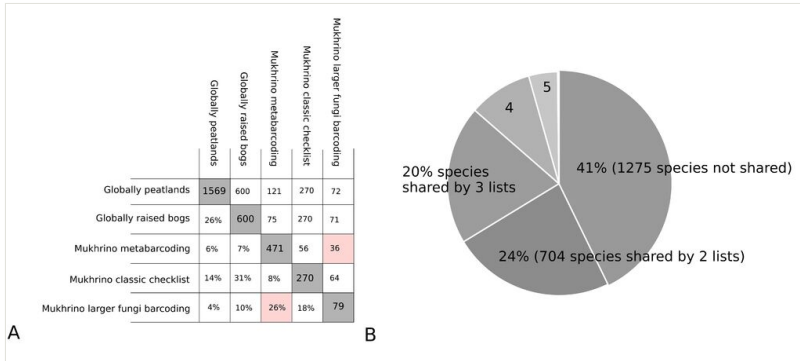 Globally peatlands
Globally raised bogs
Mukhrino metabarcoding
Mukhrino classic checklist
Mukhrino larger fungi barcoding
Globally peatlands 1569 600 121 270 72
Globally raised bogs 26% 600 75 270 71
Mukhrino metabarcoding 6% 7% 471 56 36
Mukhrino classic checklist 14% 31% 8% 270 64
Mukhrino larger fungi barcoding 4% 10% 26% 18% 79
A
5
4
41% (1275 species not shared)
20% species
shared by 3 lists
24% (704 species shared by 2 lists)
B